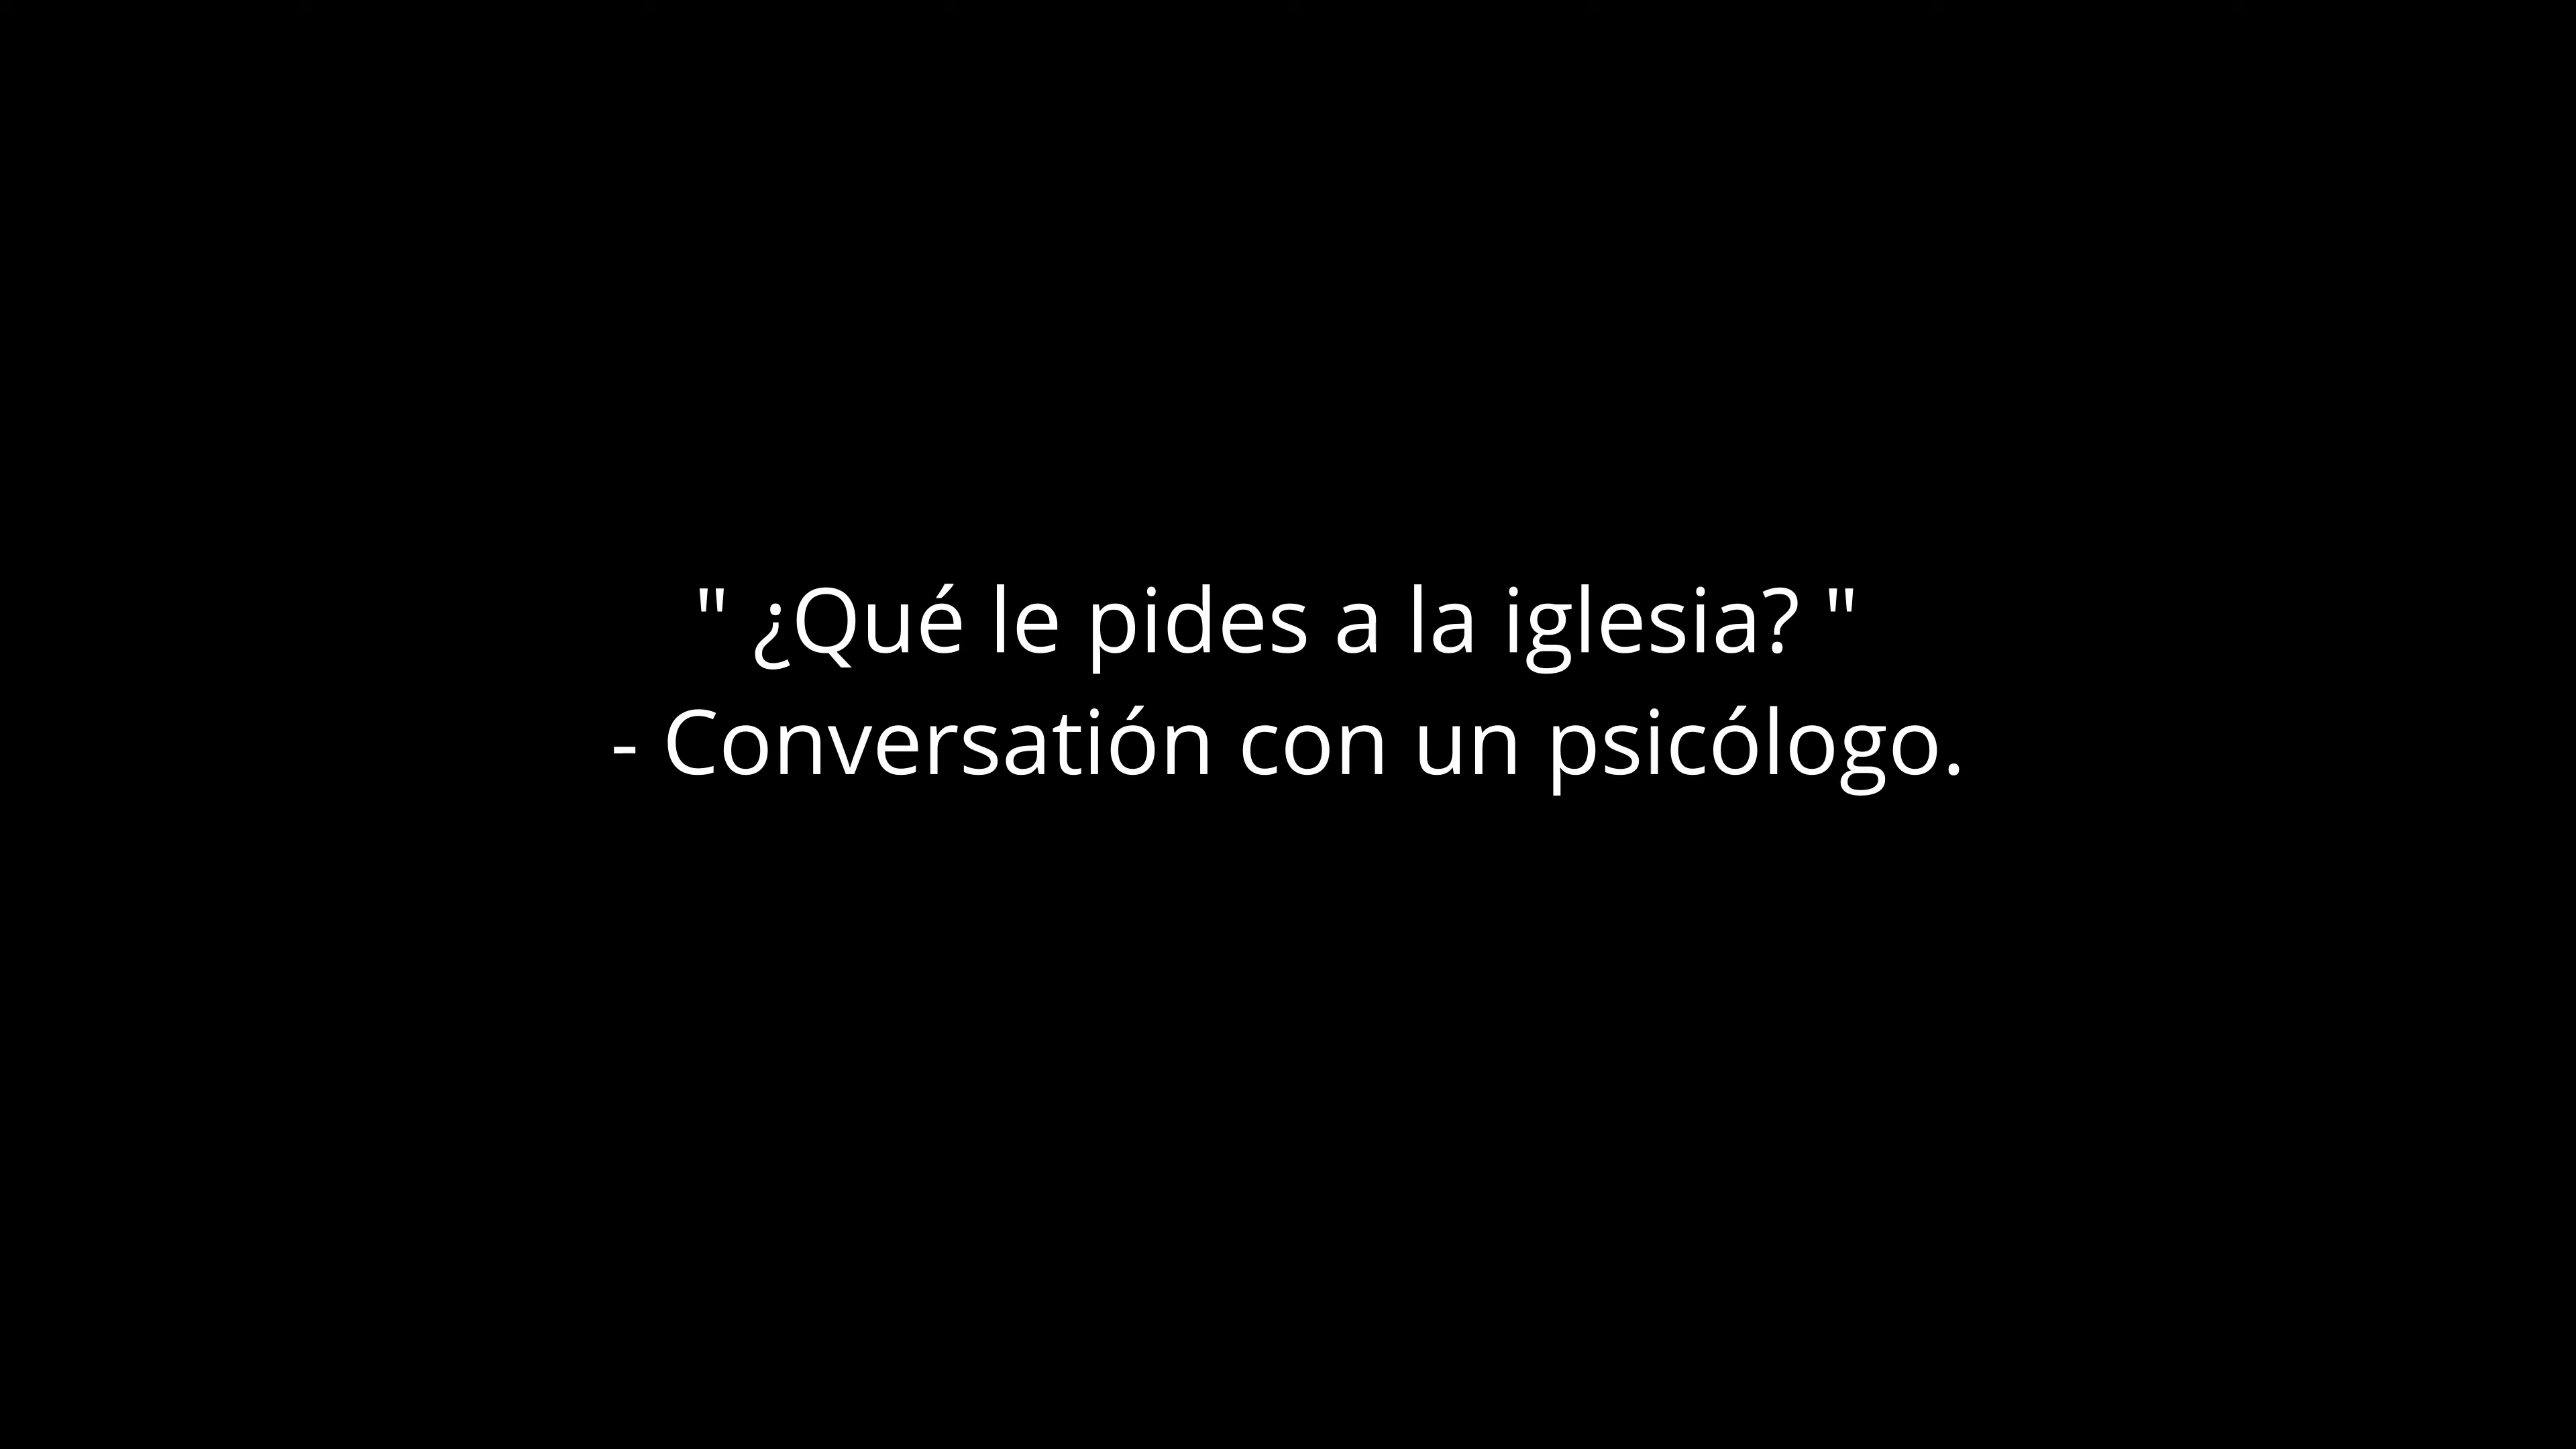 " ¿Qué le pides a la iglesia? "
- Conversatión con un psicólogo.